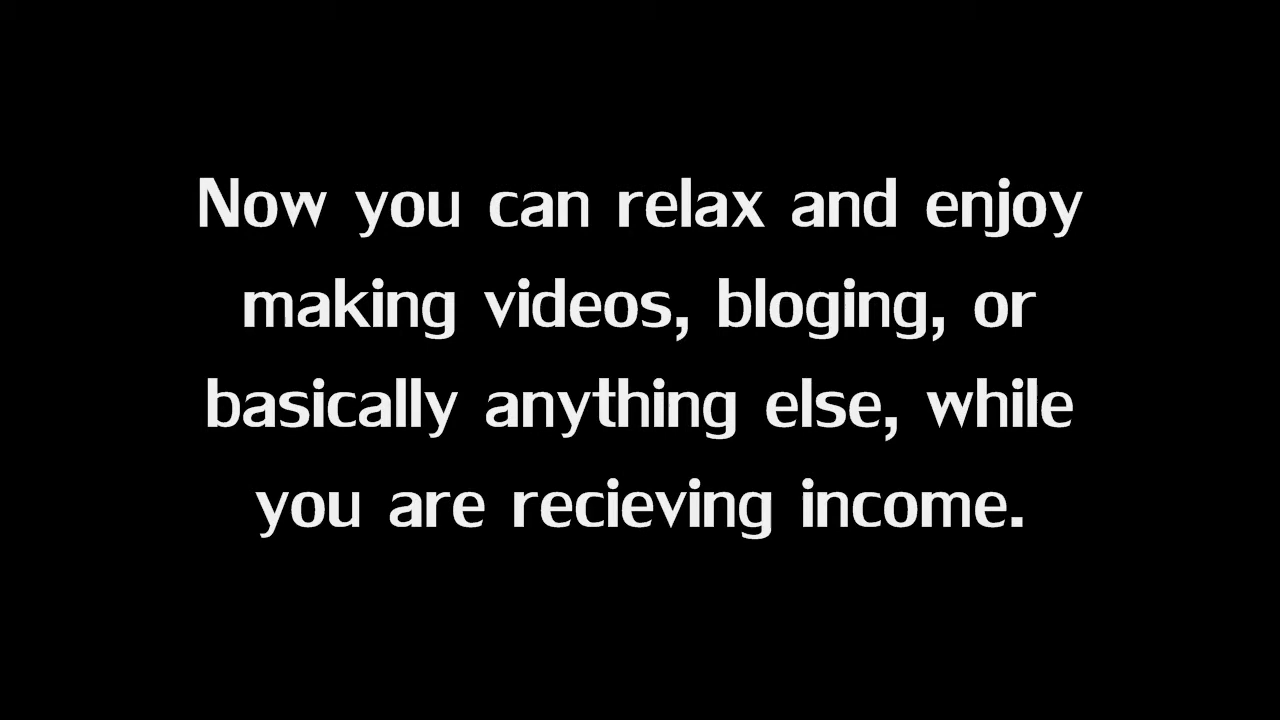 Now you can relax and enjoy
making videos, bloging, or
basically anything else, while
you are recieving income.